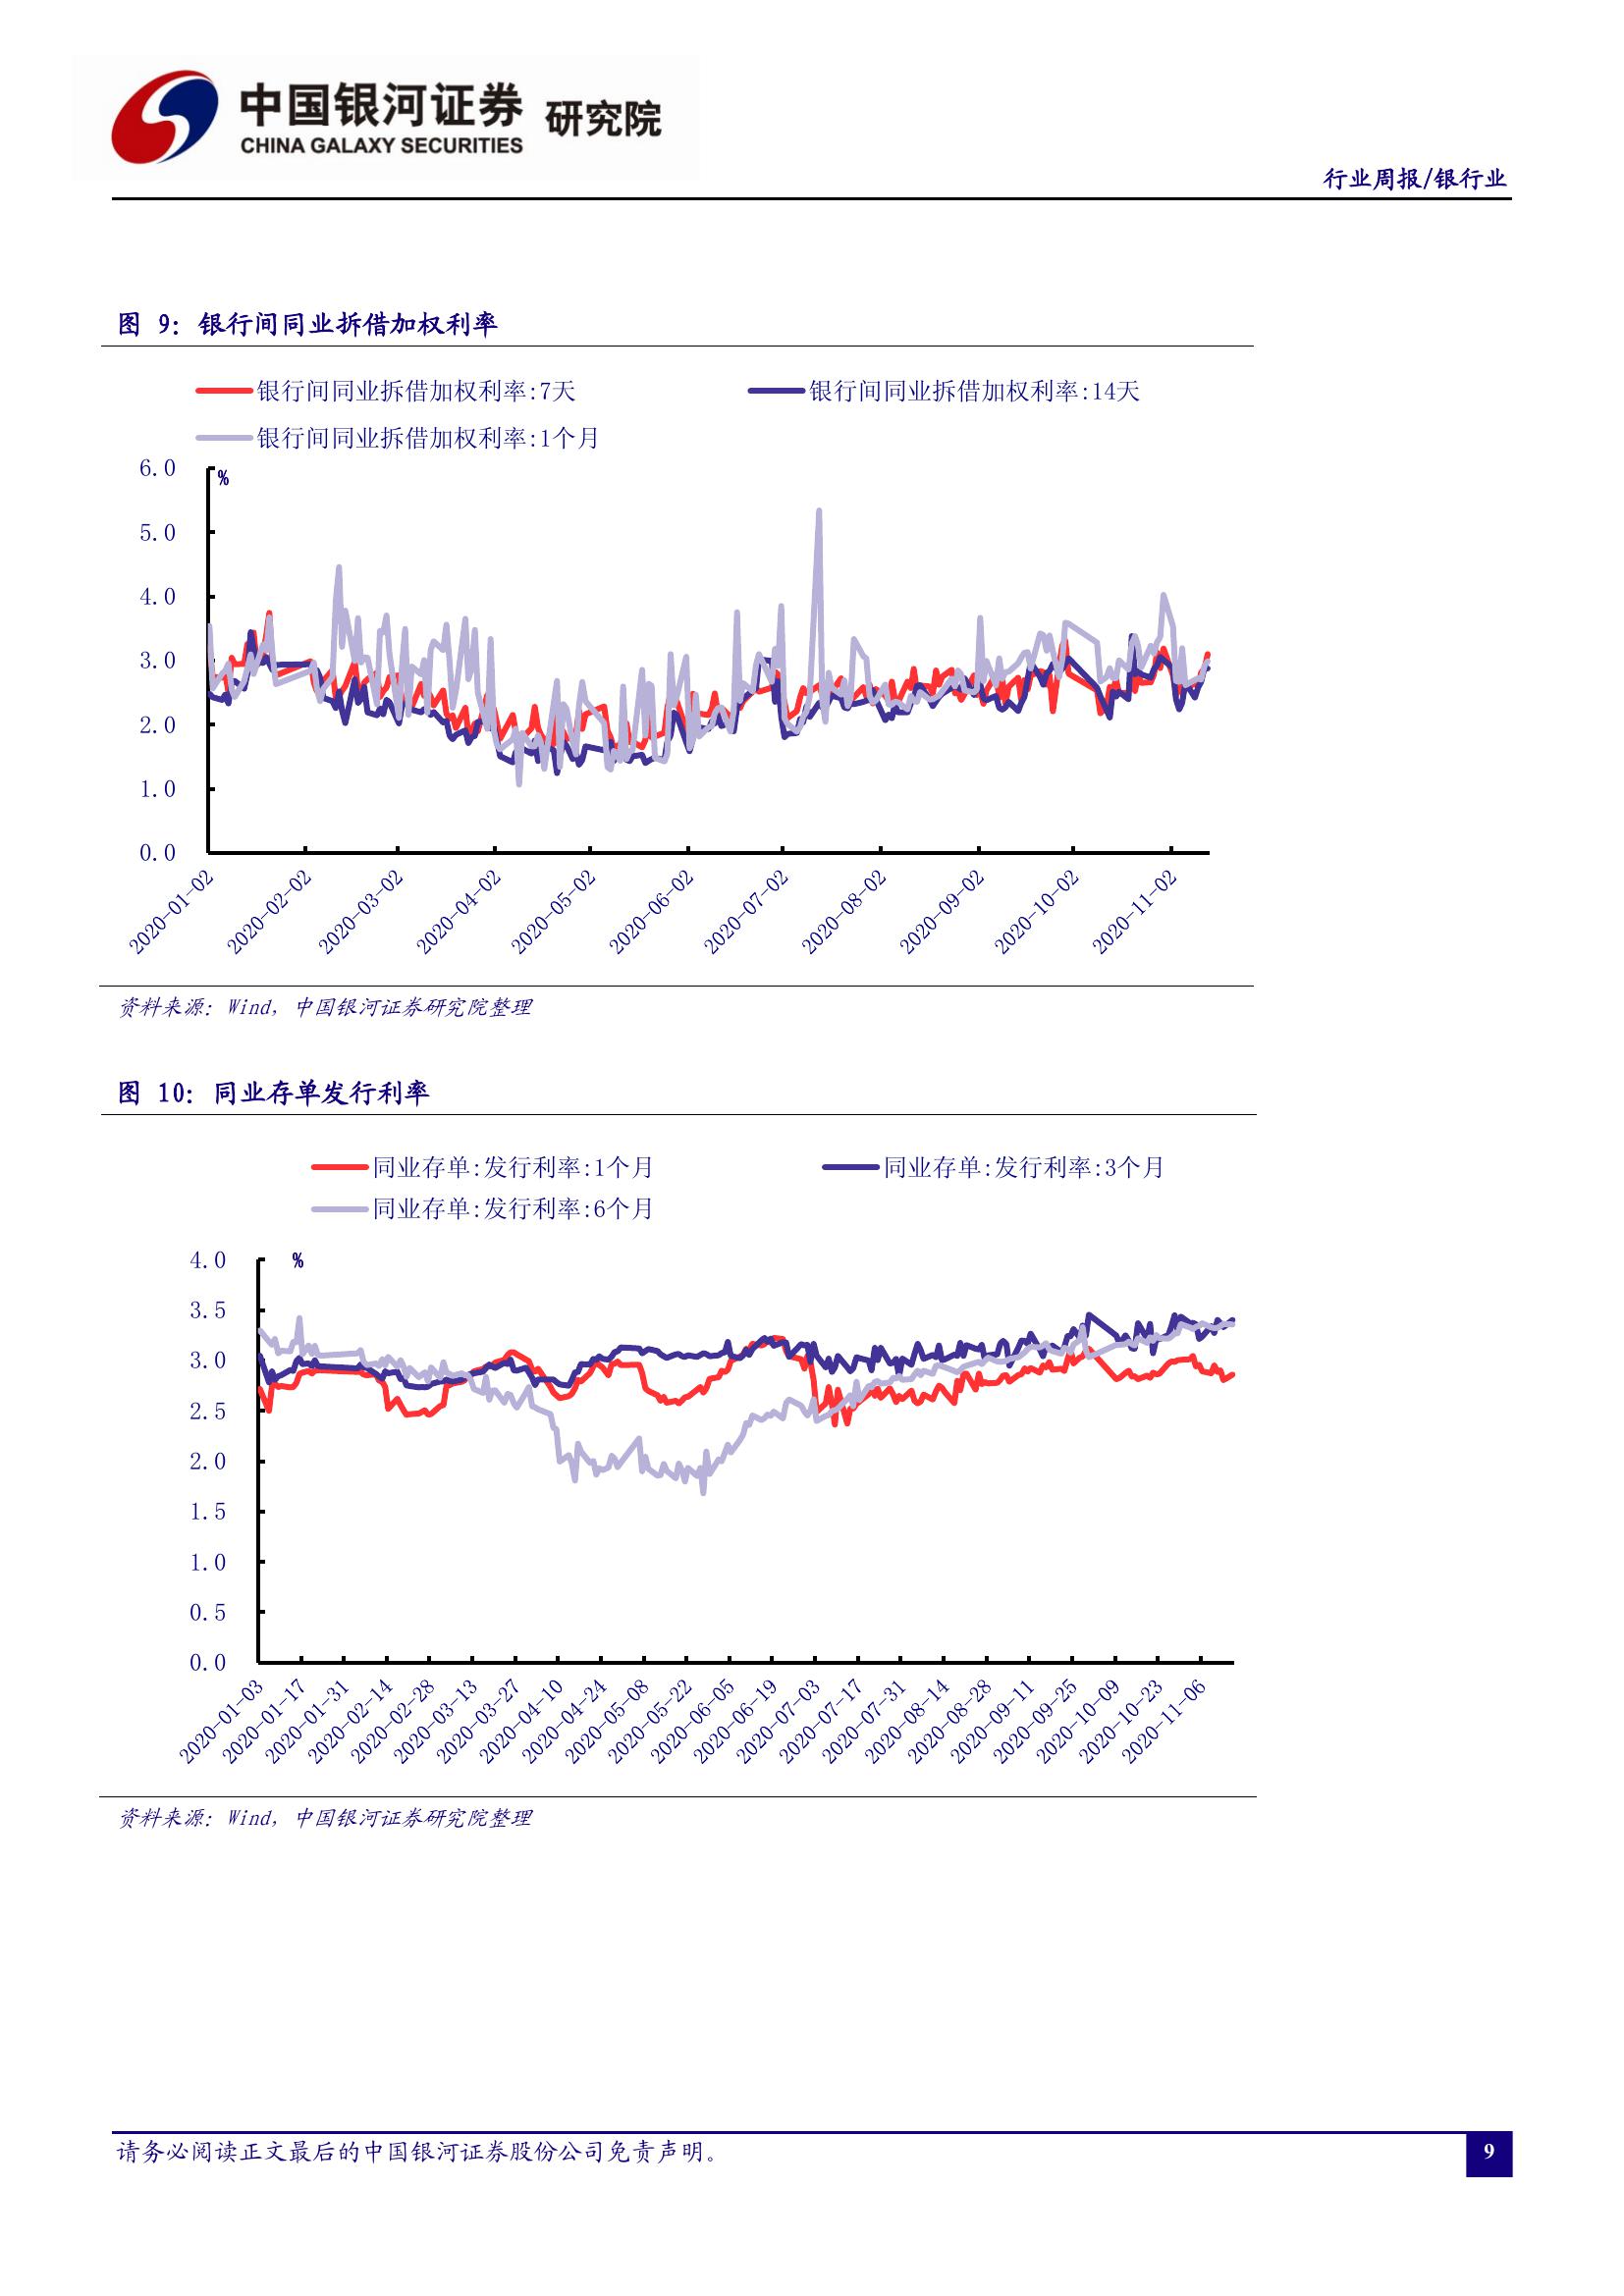 中国银河证券 研究院
CHINA GALAXY SECURITIES
行业周报/银行业
图 9：银行间同业拆借加权利率
银行间同业拆借加权利率:7天 银行间同业拆借加权利率:14天
银行间同业拆借加权利率:1个月
%
6.0
5.0
4.0
3.0
2.0
1.0
0.0
2020-01-02 2020-02-02 2020-03-02 2020-04-02 2020-05-02 2020-06-02 2020-07-02 2020-08-02 2020-09-02 2020-10-02 2020-11-02
资料来源：Wind，中国银河证券研究院整理
图 10：同业存单发行利率
同业存单:发行利率:1个月 同业存单:发行利率:3个月
同业存单:发行利率:6个月
4.0 %
3.5
3.0
2.5
2.0
1.5
1.0
0.5
0.0
2020-01-03 2020-01-17 2020-01-31 2020-02-14 2020-02-28 2020-03-13 2020-03-27 2020-04-10 2020-04-24 2020-05-08 2020-05-22 2020-06-05 2020-06-19 2020-07-03 2020-07-17 2020-07-31 2020-08-14 2020-08-28 2020-09-11 2020-09-25 2020-10-09 2020-10-23 2020-11-06
资料来源：Wind，中国银河证券研究院整理
请务必阅读正文最后的中国银河证券股份公司免责声明。
9